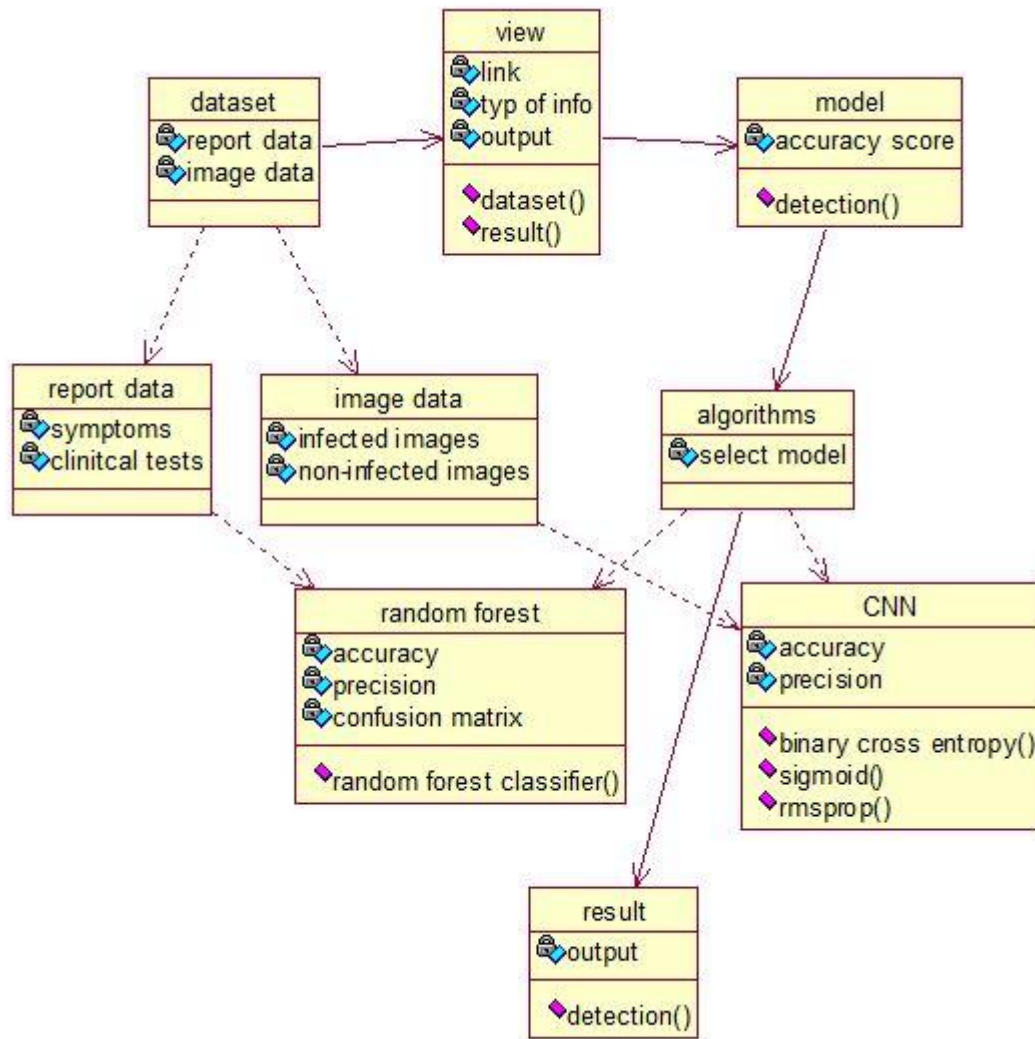 view
link
typ of info
output
dataset()
result()
dataset
report data
image data
model
accuracy score
detection()
report data
symptoms
clinitcal tests
image data
infected images
non-infected images
algorithms
select model
random forest
accuracy
precision
confusion matrix
random forest classifier()
CNN
accuracy
precision
binary cross entropy()
sigmoid()
rmsprop()
result
output
detection()